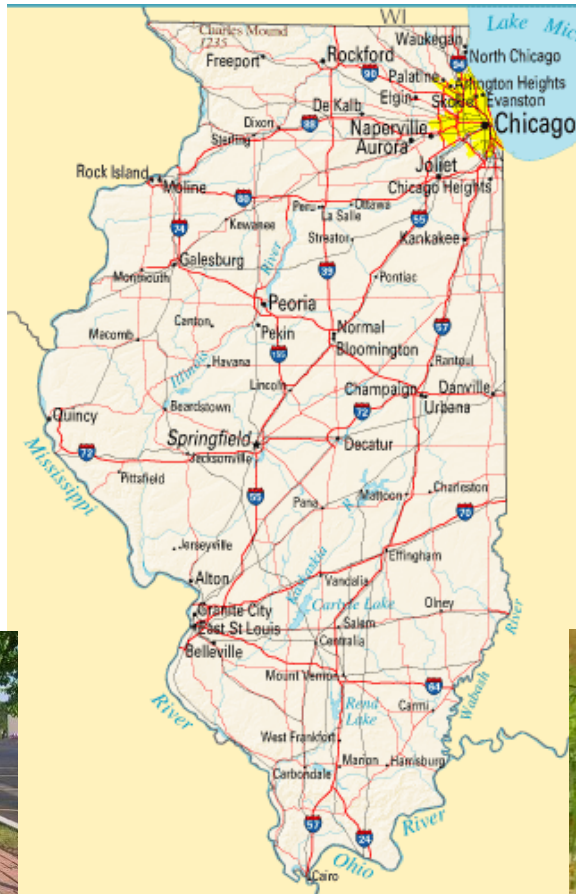 WI
Lake Mic
Charles Mound
1235
Waukegan
Rockford
North Chicago
Freeport
94
90
Palatine
Arlington Heights
Elgin
Skokie
Evanston
De Kalb
Chicago
Dixon
88
Naperville
Sterling
Aurora
Joliet
Rock Island
Moline
Chicago Heights
80
Peru
Ottawa
La Salle
55
74
Kewanee
Streator
Kankakee
River
Galesburg
39
Monmouth
Pontiac
Peoria
Canton
Pekin
Normal
57
Macomb
Bloomington
155
Illinois
Havana
Rantoul
Lincoln
Champaign
Danville
Urbana
Beardstown
72
Quincy
Springfield
Decatur
72
Jacksonville
Mississippi
Pittsfield
55
Mattoon
Charleston
Pana
R.
70
Jerseyville
Effingham
Kaskaskia
Alton
Vandalia
Granite City
Carlyle Lake
Olney
East St Louis
Salem
River
Centralia
Belleville
Mount Vernon
64
Wabash
River
Rend
Lake
Carmi
West Frankfort
Marion
Harrisburg
Carbondale
57
24
River
Ohio
Cairo